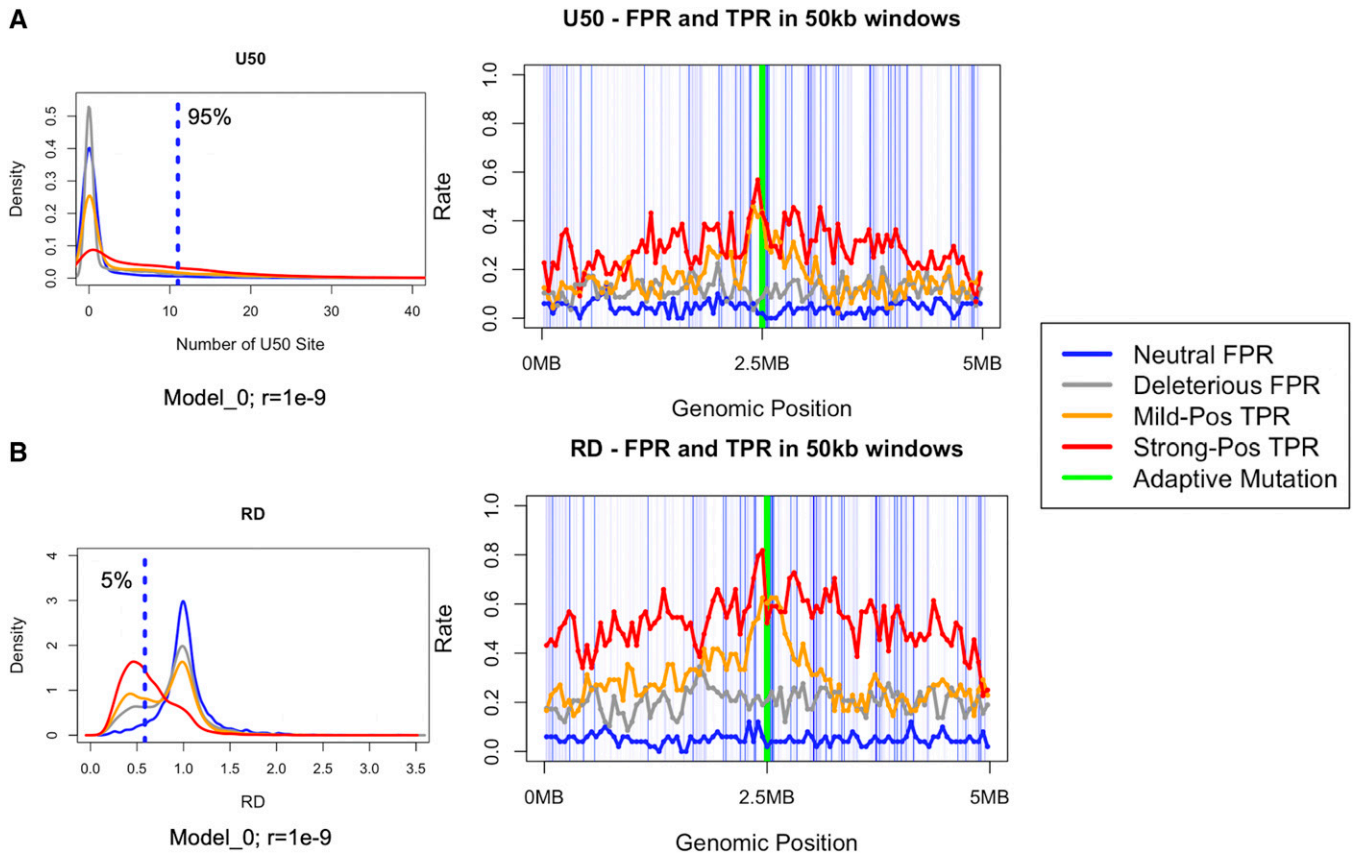 A
U50 - FPR and TPR in 50kb windows
U50
95%
0.0 0.1 0.2 0.3 0.4 0.5
Density
0 10 20 30 40
Number of U50 Site
Model_0; r=1e-9
0.0 0.2 0.4 0.6 0.8 1.0
Rate
0MB 2.5MB 5MB
Genomic Position
B
RD - FPR and TPR in 50kb windows
RD
5%
0 1 2 3 4
Density
0.0 0.5 1.0 1.5 2.0 2.5 3.0 3.5
RD
Model_0; r=1e-9
0.0 0.2 0.4 0.6 0.8 1.0
Rate
0MB 2.5MB 5MB
Genomic Position
Neutral FPR
Deleterious FPR
Mild-Pos TPR
Strong-Pos TPR
Adaptive Mutation